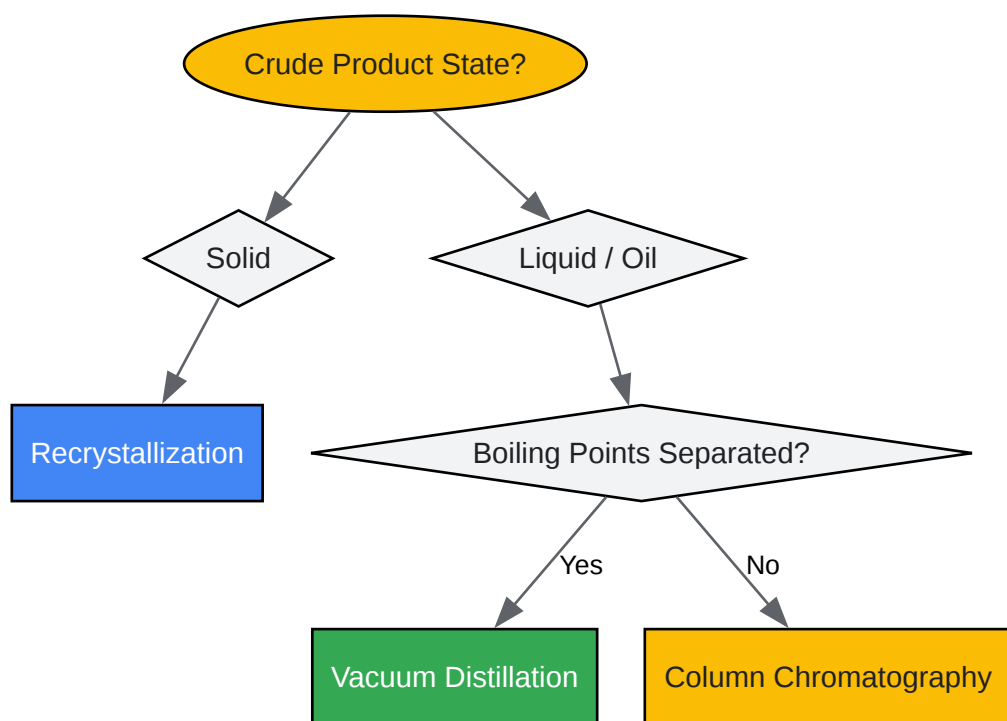 Crude Product State?
Solid
Liquid / Oil
Recrystallization
Boiling Points Separated?
Yes
No
Vacuum Distillation
Column Chromatography